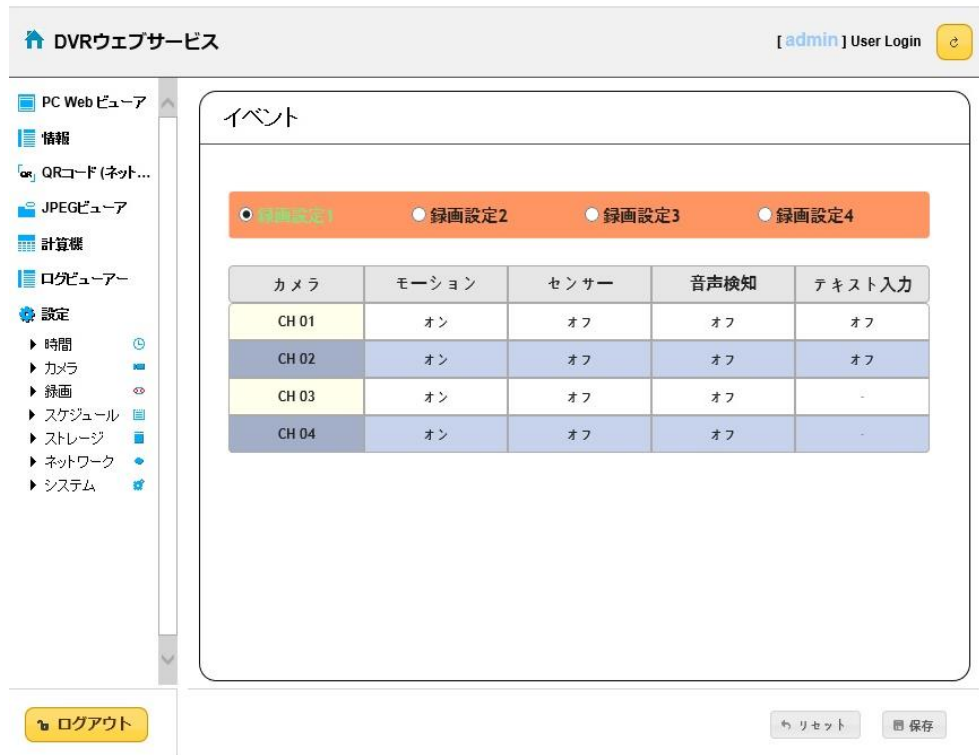 DVRウェブサービス
[ admin ] User Login
PC Web ビューア
情報
QR
QRコード (ネット...
JPEGビューア
計算機
ログビューアー
設定
時間
カメラ
録画
スケジュール
ストレージ
ネットワーク
システム
ログアウト
イベント
録画設定1 録画設定2 録画設定3 録画設定4
カメラ モーション センサー 音声検知 テキスト入力
CH 01 オン オフ オフ オフ
CH 02 オン オフ オフ オフ
CH 03 オン オフ オフ -
CH 04 オン オフ オフ -
リセット 保存